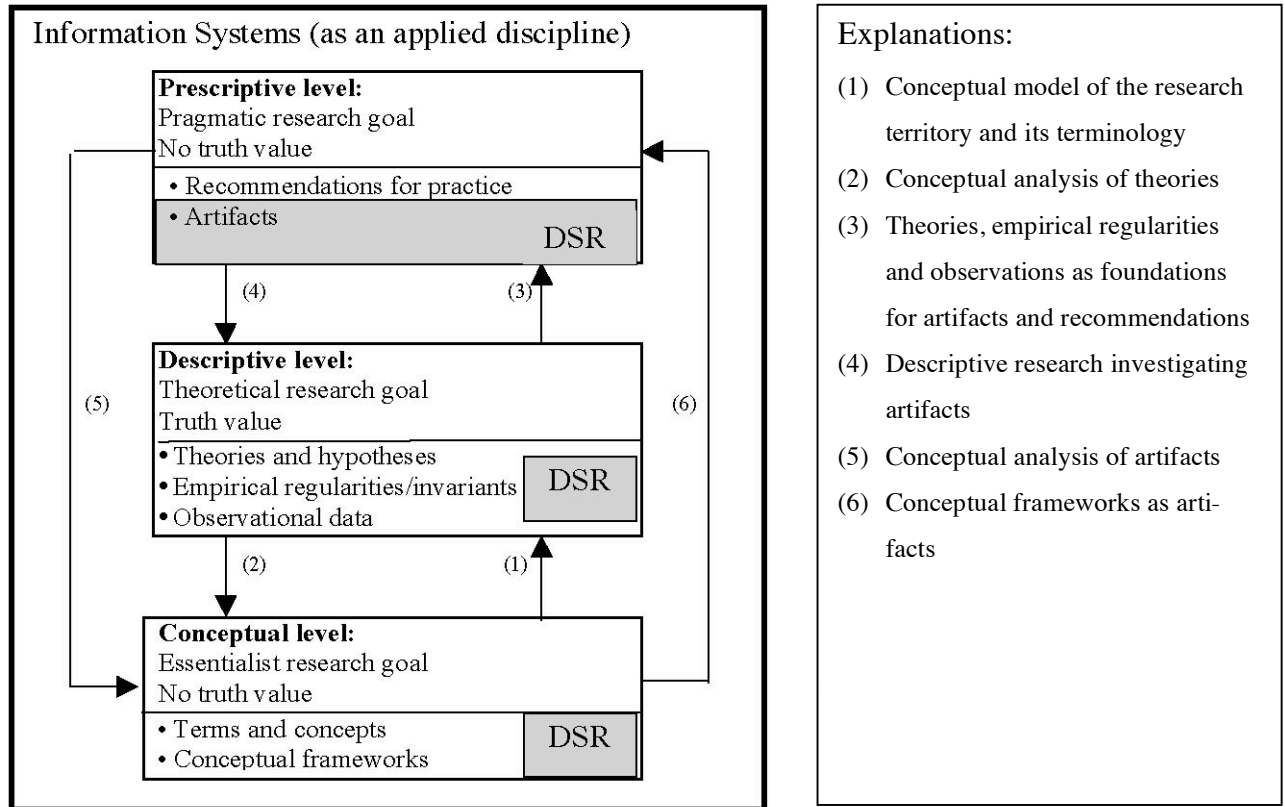 Information Systems (as an applied discipline)
Prescriptive level:
Pragmatic research goal
No truth value
• Recommendations for practice
• Artifacts
DSR
(4)
(3)
Descriptive level:
Theoretical research goal
Truth value
• Theories and hypotheses
• Empirical regularities/invariants
• Observational data
DSR
(5)
(6)
(2)
(1)
Conceptual level:
Essentialist research goal
No truth value
• Terms and concepts
• Conceptual frameworks
DSR
Explanations:
(1) Conceptual model of the research
territory and its terminology
(2) Conceptual analysis of theories
(3) Theories, empirical regularities
and observations as foundations
for artifacts and recommendations
(4) Descriptive research investigating
artifacts
(5) Conceptual analysis of artifacts
(6) Conceptual frameworks as arti-
facts